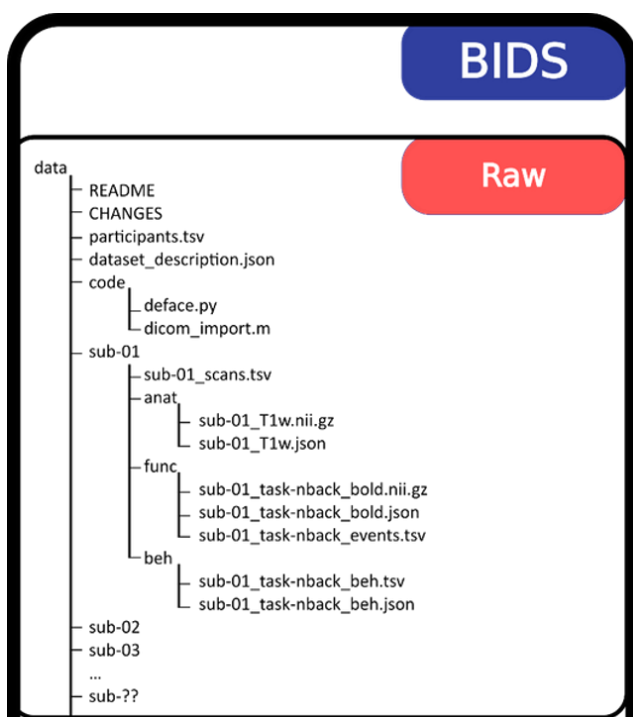 BIDS
Raw
data
README
CHANGES
participants.tsv
dataset_description.json
code
deface.py
dicom_import.m
sub-01
sub-01_scans.tsv
anat
sub-01_T1w.nii.gz
sub-01_T1w.json
func
sub-01_task-nback_bold.nii.gz
sub-01_task-nback_bold.json
sub-01_task-nback_events.tsv
beh
sub-01_task-nback_beh.tsv
sub-01_task-nback_beh.json
sub-02
sub-03
...
sub-??